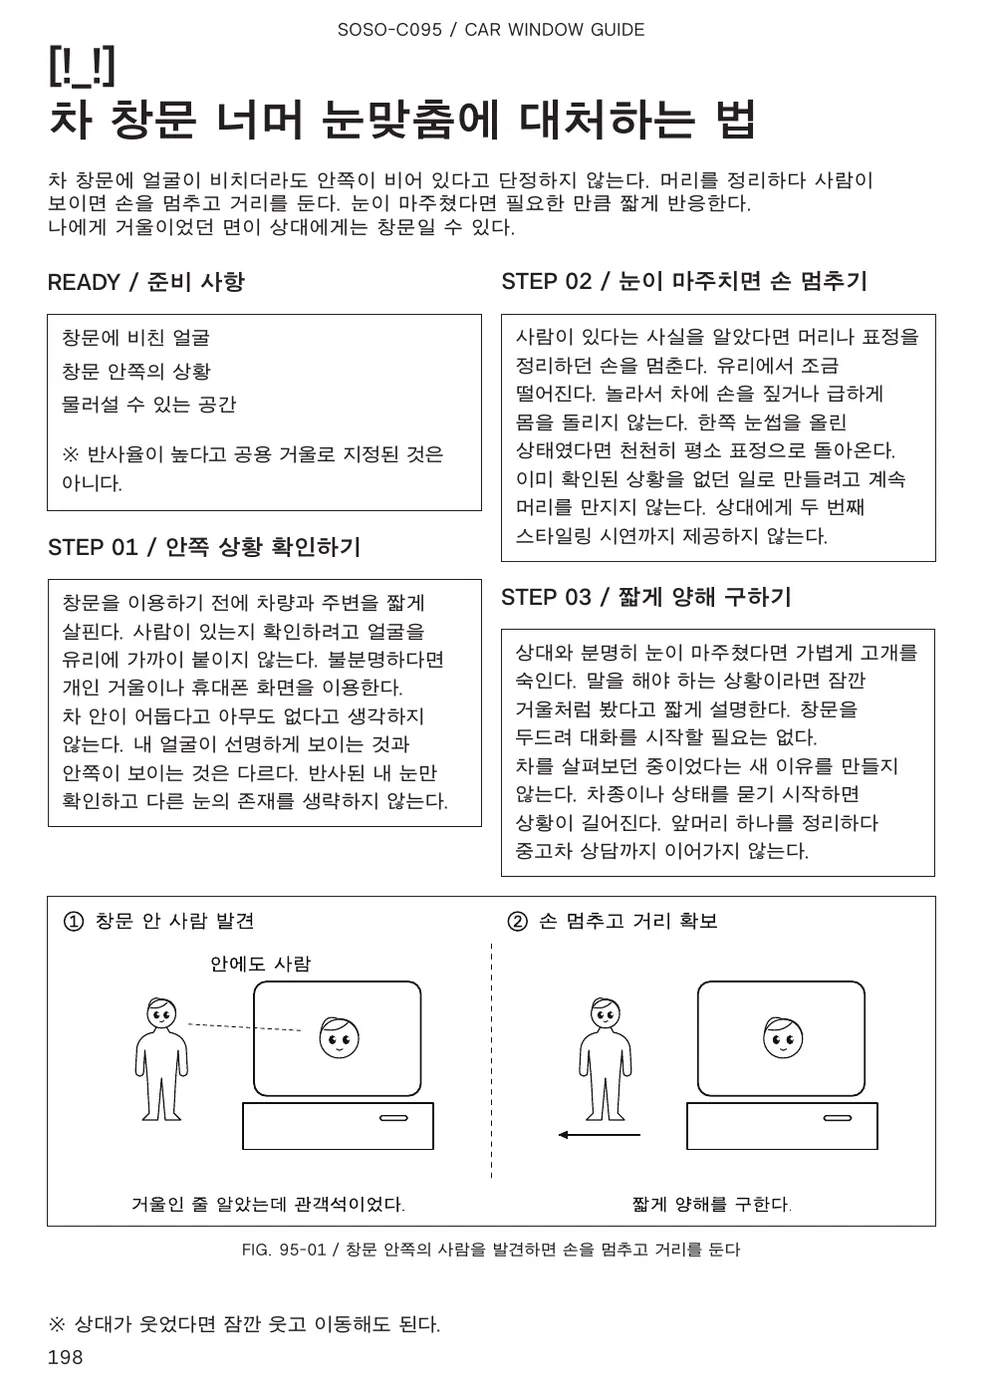 SOSO-C095 / CAR WINDOW GUIDE
[!_!]
차 창문 너머 눈맞춤에 대처하는 법
차 창문에 얼굴이 비치더라도 안쪽이 비어 있다고 단정하지 않는다. 머리를 정리하다 사람이
보이면 손을 멈추고 거리를 둔다. 눈이 마주쳤다면 필요한 만큼 짧게 반응한다.
나에게 거울이었던 면이 상대에게는 창문일 수 있다.
READY / 준비 사항
창문에 비친 얼굴
창문 안쪽의 상황
물러설 수 있는 공간
※ 반사율이 높다고 공용 거울로 지정된 것은
아니다.
STEP 01 / 안쪽 상황 확인하기
창문을 이용하기 전에 차량과 주변을 짧게
살핀다. 사람이 있는지 확인하려고 얼굴을
유리에 가까이 붙이지 않는다. 불분명하다면
개인 거울이나 휴대폰 화면을 이용한다.
차 안이 어둡다고 아무도 없다고 생각하지
않는다. 내 얼굴이 선명하게 보이는 것과
안쪽이 보이는 것은 다르다. 반사된 내 눈만
확인하고 다른 눈의 존재를 생략하지 않는다.
STEP 02 / 눈이 마주치면 손 멈추기
사람이 있다는 사실을 알았다면 머리나 표정을
정리하던 손을 멈춘다. 유리에서 조금
떨어진다. 놀라서 차에 손을 짚거나 급하게
몸을 돌리지 않는다. 한쪽 눈썹을 올린
상태였다면 천천히 평소 표정으로 돌아온다.
이미 확인된 상황을 없던 일로 만들려고 계속
머리를 만지지 않는다. 상대에게 두 번째
스타일링 시연까지 제공하지 않는다.
STEP 03 / 짧게 양해 구하기
상대와 분명히 눈이 마주쳤다면 가볍게 고개를
숙인다. 말을 해야 하는 상황이라면 잠깐
거울처럼 봤다고 짧게 설명한다. 창문을
두드려 대화를 시작할 필요는 없다.
차를 살펴보던 중이었다는 새 이유를 만들지
않는다. 차종이나 상태를 묻기 시작하면
상황이 길어진다. 앞머리 하나를 정리하다
중고차 상담까지 이어가지 않는다.
① 창문 안 사람 발견
안에도 사람
거울인 줄 알았는데 관객석이었다.
② 손 멈추고 거리 확보
짧게 양해를 구한다.
FIG. 95-01 / 창문 안쪽의 사람을 발견하면 손을 멈추고 거리를 둔다
※ 상대가 웃었다면 잠깐 웃고 이동해도 된다.
198